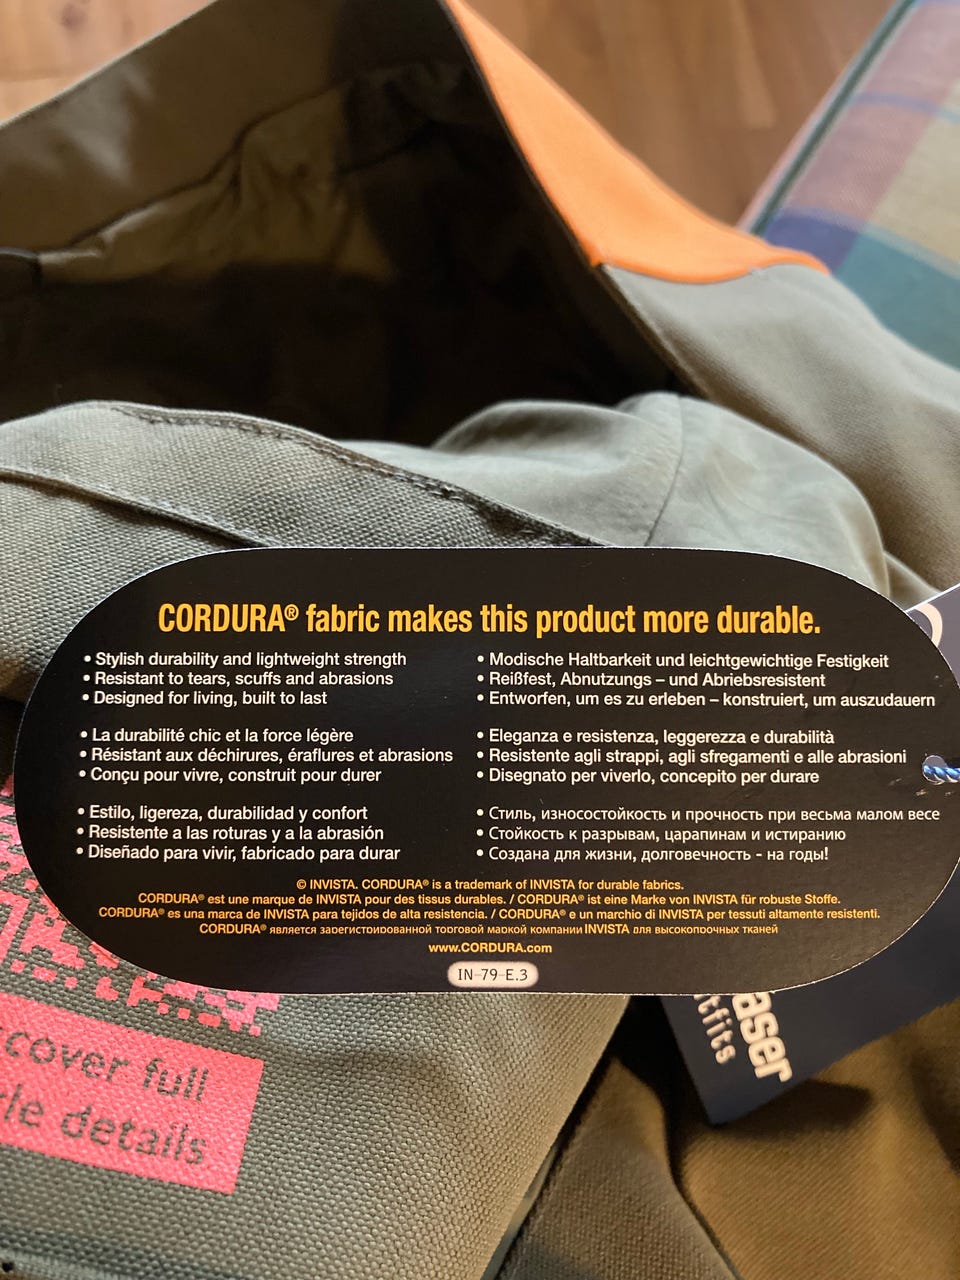 CORDURA® fabric makes this product more durable.
• Stylish durability and lightweight strength
• Resistant to tears, scuffs and abrasions
• Designed for living, built to last
• La durabilité chic et la force légère
• Résistant aux déchirures, éraflures et abrasions
• Conçu pour vivre, construit pour durer
• Estilo, ligereza, durabilidad y confort
• Resistente a las roturas y a la abrasión
• Diseñado para vivir, fabricado para durar
• Modische Haltbarkeit und leichtgewichtige Festigkeit
• Reißfest, Abnutzungs – und Abriebsresistent
• Entworfen, um es zu erleben – konstruiert, um auszudauern
• Eleganza e resistenza, leggerezza e durabilità
• Resistente agli strappi, agli sfregamenti e alle abrasioni
• Disegnato per viverlo, concepito per durare
• Стиль, износостойкость и прочность при весьма малом весе
• Стойкость к разрывам, царапинам и истиранию
• Создана для жизни, долговечность - на годы!
© INVISTA. CORDURA® is a trademark of INVISTA for durable fabrics.
CORDURA® est une marque de INVISTA pour des tissus durables. / CORDURA® ist eine Marke von INVISTA für robuste Stoffe.
CORDURA® es una marca de INVISTA para tejidos de alta resistencia. / CORDURA® e un marchio di INVISTA per tessuti altamente resistenti.
CORDURA® является зарегистрированной торговой маркой компании INVISTA для высокопрочных тканей
www.CORDURA.com
IN-79-E.3
aser
tfits
cover full
le details